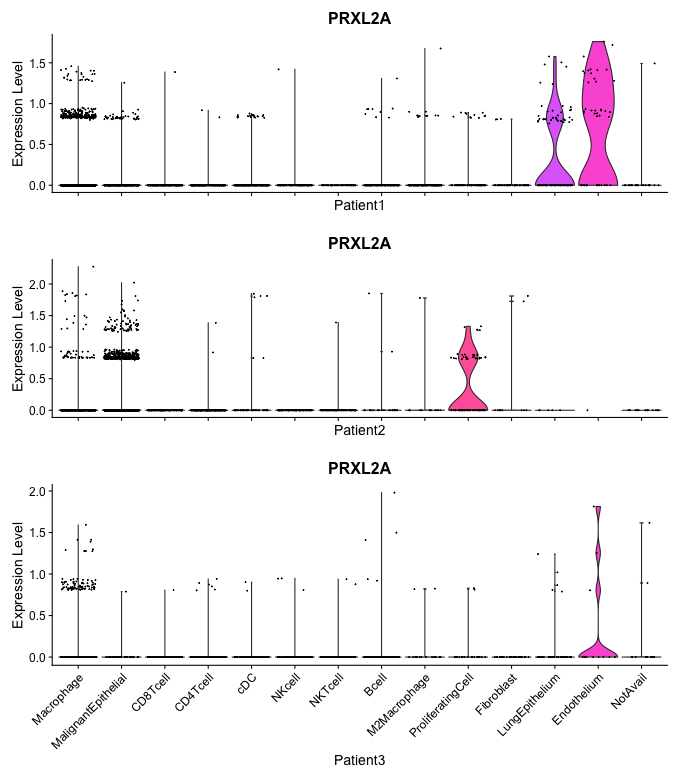 PRXL2A
Expression Level
1.5
1.0
0.5
0.0
Patient1
PRXL2A
Expression Level
2.0
1.5
1.0
0.5
0.0
Patient2
PRXL2A
Expression Level
2.0
1.5
1.0
0.5
0.0
Macrophage
MalignantEpithelial
CD8Tcell
CD4Tcell
cDC
NKcell
NKTcell
Bcell
M2Macrophage
ProliferatingCell
Fibroblast
LungEpithelium
Endothelium
NotAvail
Patient3